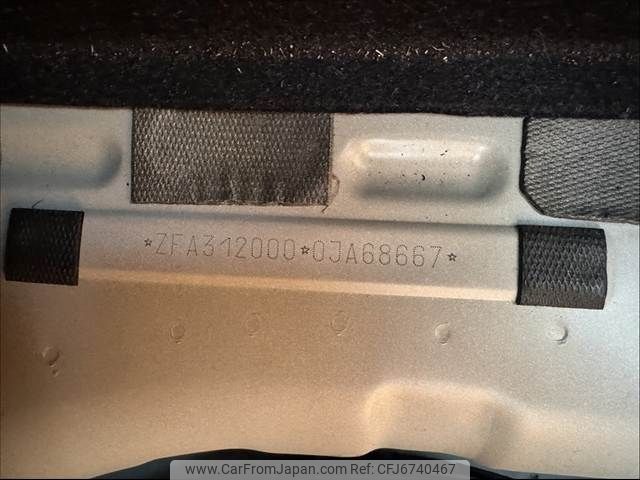 ☆ZFA312000☆0JA68667☆
www.CarFromJapan.com Ref: CFJ6740467